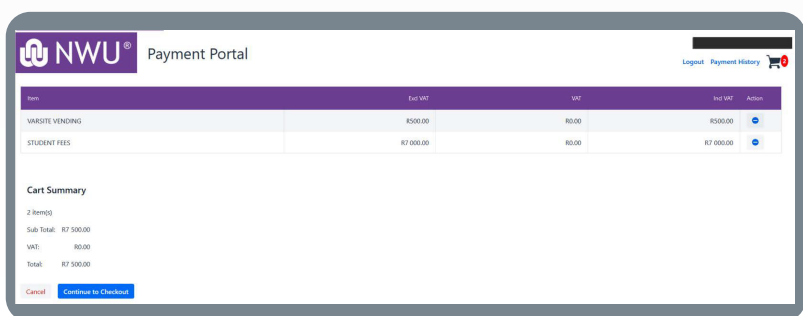 NWU®
Payment Portal
Logout Payment History 2
Item Excl VAT VAT Incl VAT Action
VARSITE VENDING R500.00 R0.00 R500.00
STUDENT FEES R7 000.00 R0.00 R7 000.00
Cart Summary
2 item(s)
Sub Total: R7 500.00
VAT: R0.00
Total: R7 500.00
Cancel Continue to Checkout